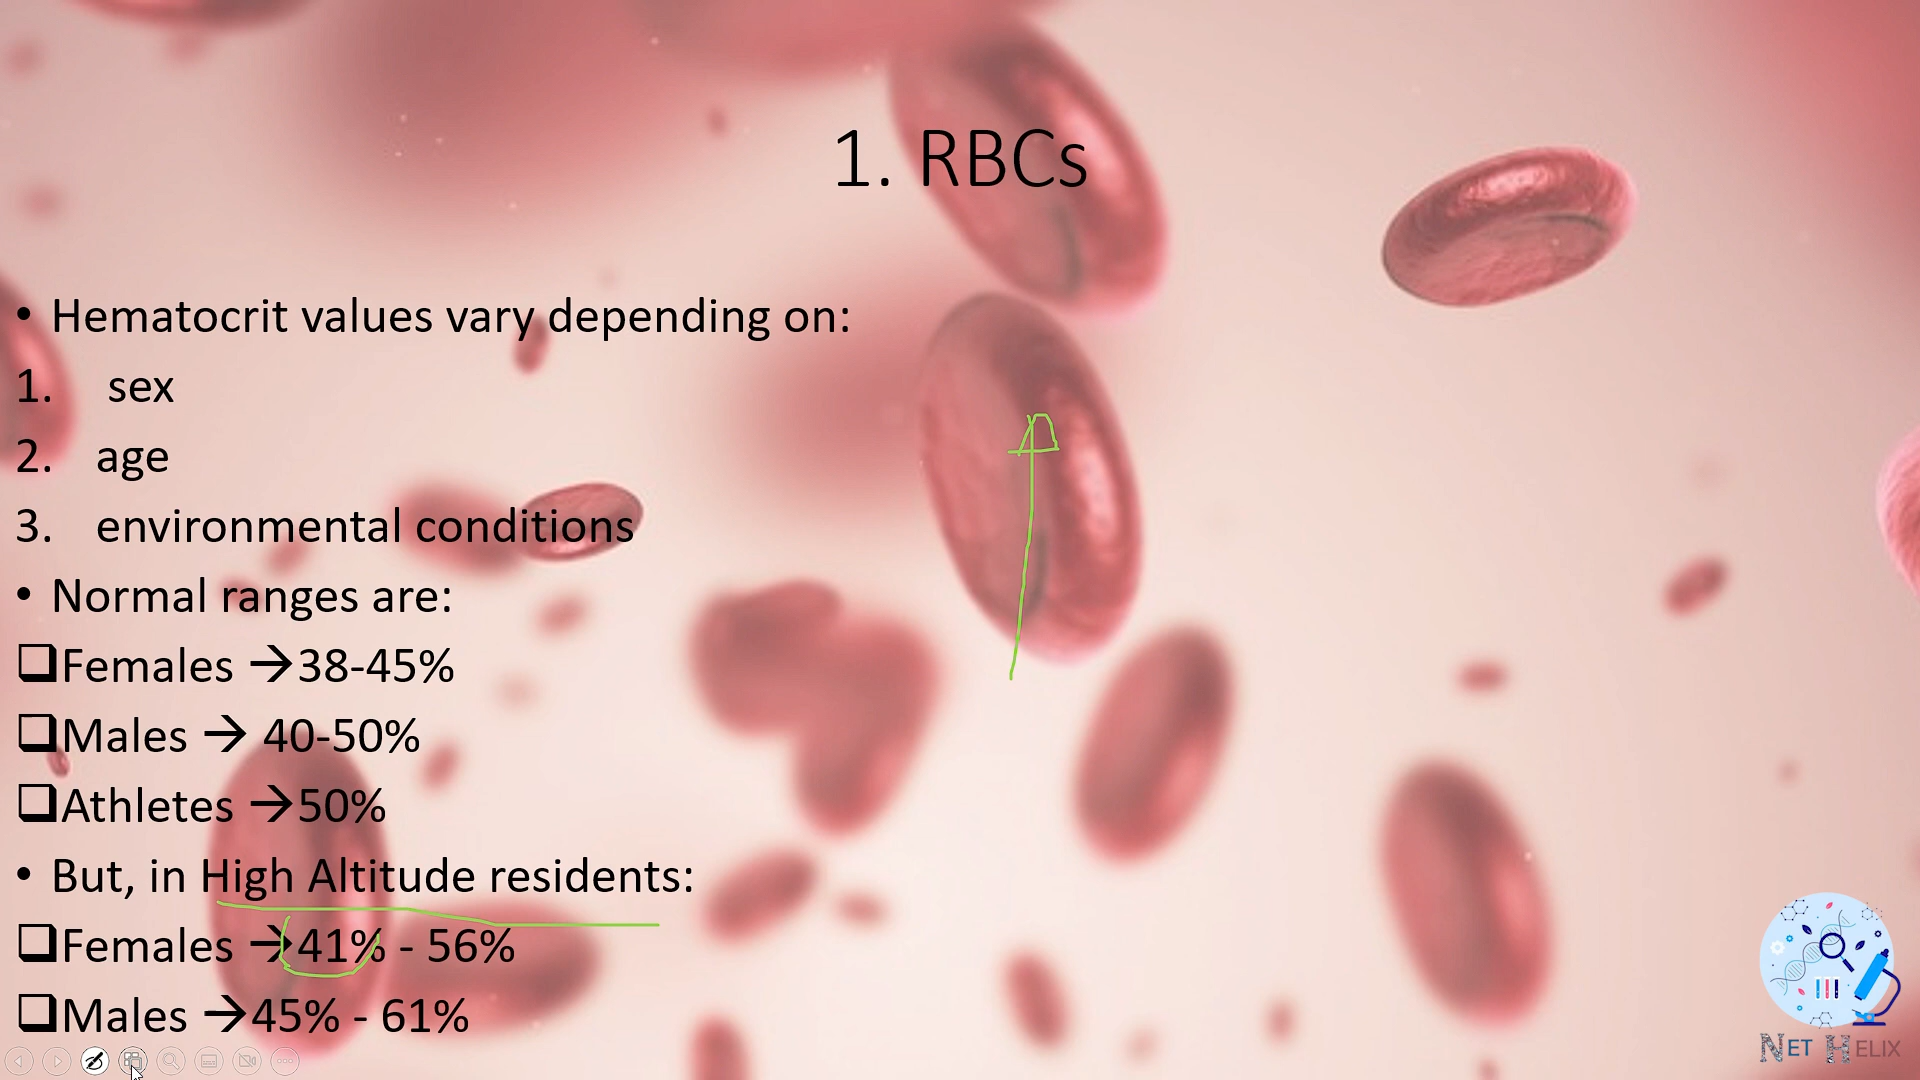 1. RBCs
• Hematocrit values vary depending on:
1. sex
2. age
3. environmental conditions
• Normal ranges are:
❑Females →38-45%
❑Males → 40-50%
❑Athletes →50%
• But, in High Altitude residents:
❑Females →41% - 56%
❑Males →45% - 61%
NET HELIX